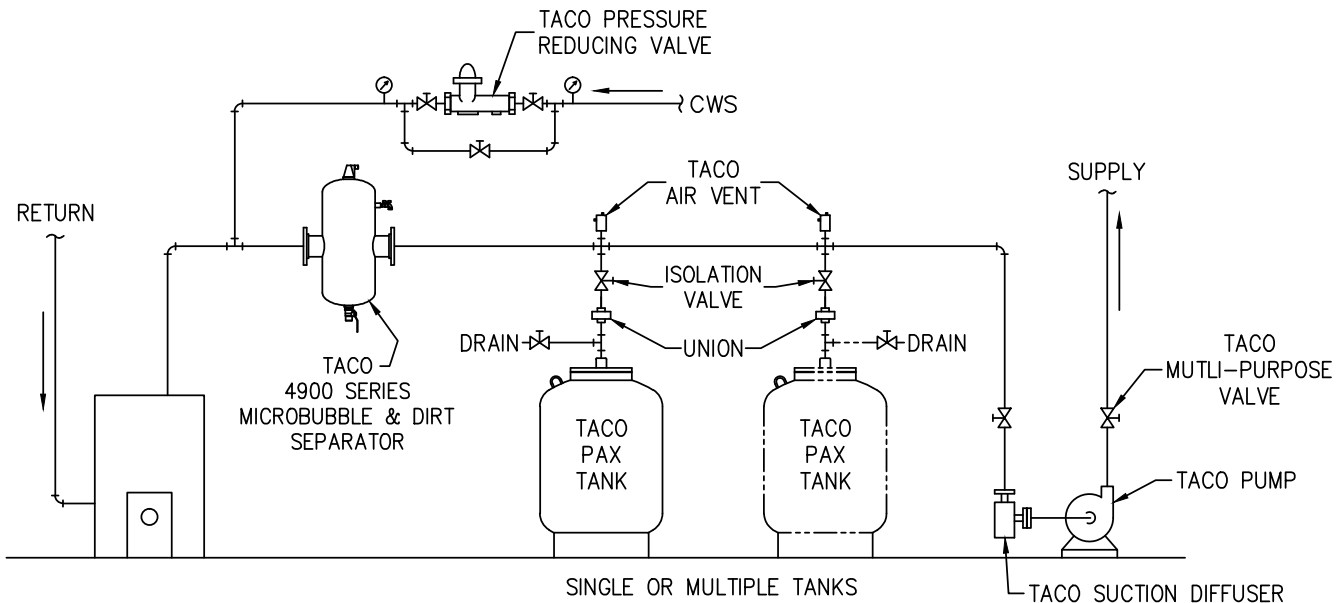 TACO PRESSURE
REDUCING VALVE
CWS
TACO
AIR VENT
SUPPLY
RETURN
ISOLATION
VALVE
DRAIN
UNION
DRAIN
TACO
4900 SERIES
MICROBUBBLE & DIRT
SEPARATOR
TACO
MUTLI-PURPOSE
VALVE
TACO
PAX
TANK
TACO
PAX
TANK
TACO PUMP
SINGLE OR MULTIPLE TANKS
TACO SUCTION DIFFUSER